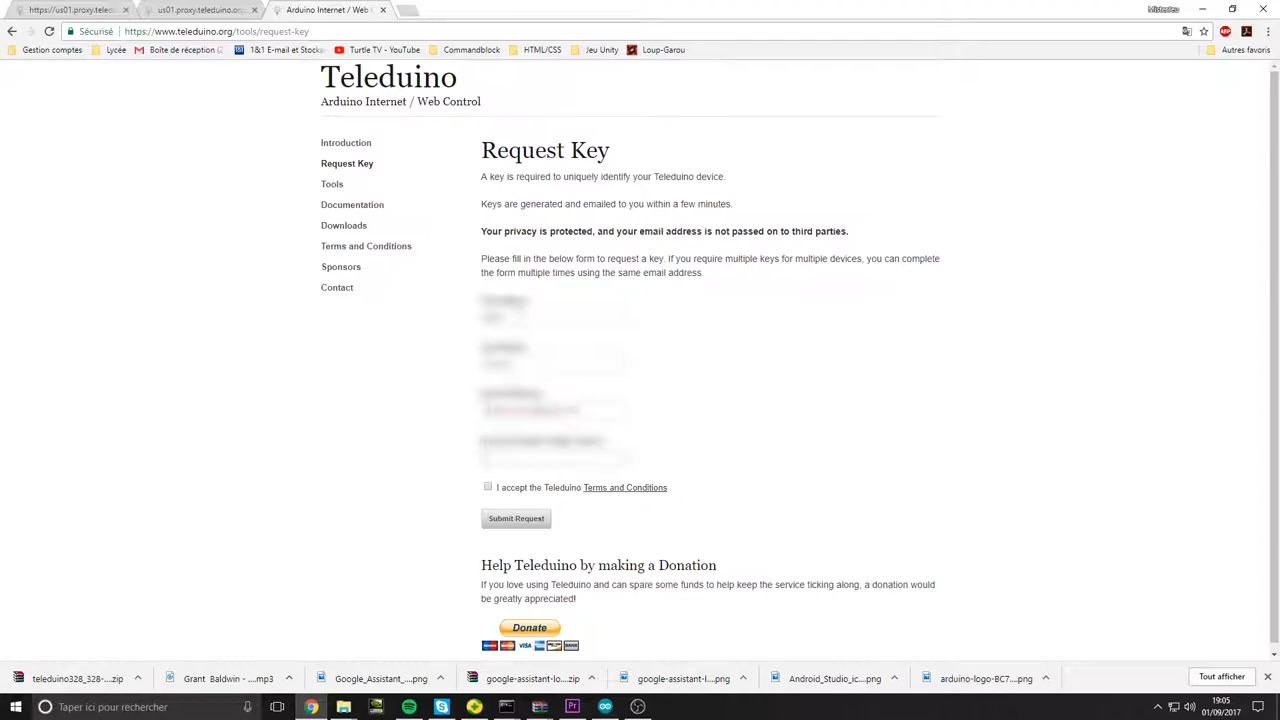 https://us01.proxy.teleduino
us01.proxy.teleduino.org
Arduino Internet / Web
Misterjeu
Sécurisé
https://www.teleduino.org/tools/request-key
Gestion comptes
Lycée
Boîte de réception
1&1 E-mail et Stocka
Turtle TV - YouTube
Commandblock
HTML/CSS
Jeu Unity
Loup-Garou
Autres favoris
Teleduino
Arduino Internet / Web Control
Introduction
Request Key
Tools
Documentation
Downloads
Terms and Conditions
Sponsors
Contact
Request Key
A key is required to uniquely identify your Teleduino device.
Keys are generated and emailed to you within a few minutes.
Your privacy is protected, and your email address is not passed on to third parties.
Please fill in the below form to request a key. If you require multiple keys for multiple devices, you can complete
the form multiple times using the same email address.
I accept the Teleduino Terms and Conditions
Submit Request
Help Teleduino by making a Donation
If you love using Teleduino and can spare some funds to help keep the service ticking along, a donation would
be greatly appreciated!
Donate
VISA
teleduino328_328-....zip
Grant_Baldwin_-....mp3
Google_Assistant_....png
google-assistant-lo....zip
google-assistant-l....png
Android_Studio_ic....png
arduino-logo-BC7....png
Tout afficher
Taper ici pour rechercher
19:05
01/09/2017